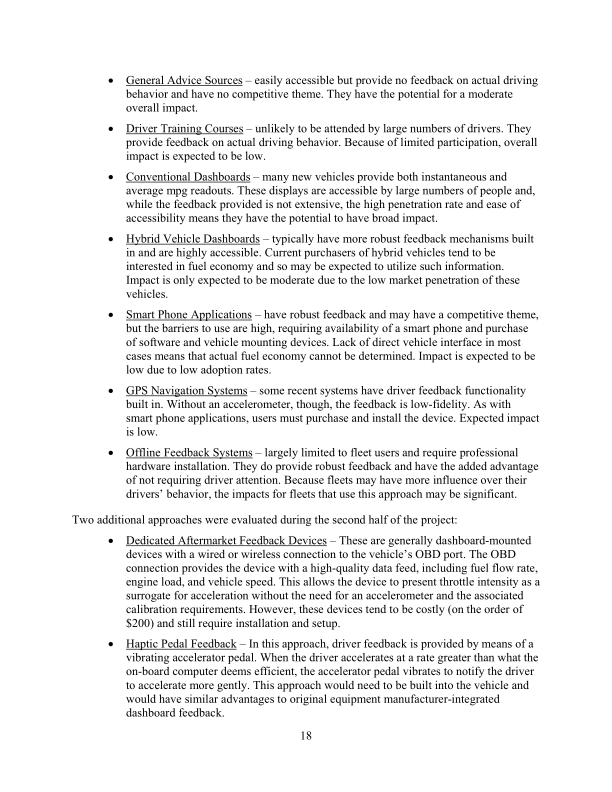 • General Advice Sources – easily accessible but provide no feedback on actual driving
behavior and have no competitive theme. They have the potential for a moderate
overall impact.
• Driver Training Courses – unlikely to be attended by large numbers of drivers. They
provide feedback on actual driving behavior. Because of limited participation, overall
impact is expected to be low.
• Conventional Dashboards – many new vehicles provide both instantaneous and
average mpg readouts. These displays are accessible by large numbers of people and,
while the feedback provided is not extensive, the high penetration rate and ease of
accessibility means they have the potential to have broad impact.
• Hybrid Vehicle Dashboards – typically have more robust feedback mechanisms built
in and are highly accessible. Current purchasers of hybrid vehicles tend to be
interested in fuel economy and so may be expected to utilize such information.
Impact is only expected to be moderate due to the low market penetration of these
vehicles.
• Smart Phone Applications – have robust feedback and may have a competitive theme,
but the barriers to use are high, requiring availability of a smart phone and purchase
of software and vehicle mounting devices. Lack of direct vehicle interface in most
cases means that actual fuel economy cannot be determined. Impact is expected to be
low due to low adoption rates.
• GPS Navigation Systems – some recent systems have driver feedback functionality
built in. Without an accelerometer, though, the feedback is low-fidelity. As with
smart phone applications, users must purchase and install the device. Expected impact
is low.
• Offline Feedback Systems – largely limited to fleet users and require professional
hardware installation. They do provide robust feedback and have the added advantage
of not requiring driver attention. Because fleets may have more influence over their
drivers’ behavior, the impacts for fleets that use this approach may be significant.
Two additional approaches were evaluated during the second half of the project:
• Dedicated Aftermarket Feedback Devices – These are generally dashboard-mounted
devices with a wired or wireless connection to the vehicle’s OBD port. The OBD
connection provides the device with a high-quality data feed, including fuel flow rate,
engine load, and vehicle speed. This allows the device to present throttle intensity as a
surrogate for acceleration without the need for an accelerometer and the associated
calibration requirements. However, these devices tend to be costly (on the order of
$200) and still require installation and setup.
• Haptic Pedal Feedback – In this approach, driver feedback is provided by means of a
vibrating accelerator pedal. When the driver accelerates at a rate greater than what the
on-board computer deems efficient, the accelerator pedal vibrates to notify the driver
to accelerate more gently. This approach would need to be built into the vehicle and
would have similar advantages to original equipment manufacturer-integrated
dashboard feedback.
18